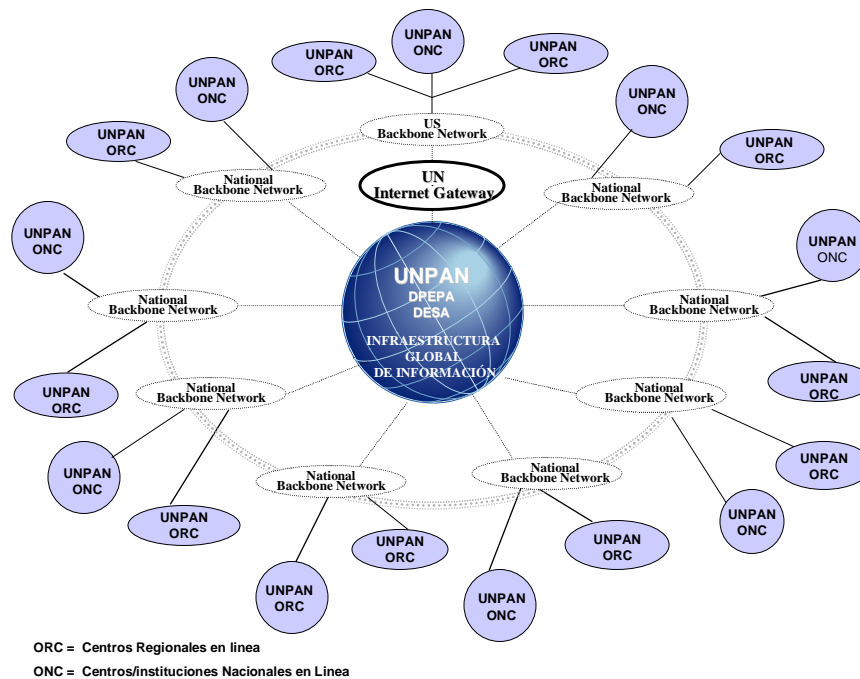 UNPAN
ONC
UNPAN
ORC
UNPAN
ORC
UNPAN
ONC
UNPAN
ONC
UNPAN
ORC
US
Backbone Network
UNPAN
ORC
National
Backbone Network
UN
Internet Gateway
National
Backbone Network
UNPAN
ONC
UNPAN
ONC
UNPAN
DPEPA
DESA
INFRAESTRUCTURA
GLOBAL
DE INFORMACIÓN
National
Backbone Network
National
Backbone Network
UNPAN
ORC
UNPAN
ORC
National
Backbone Network
National
Backbone Network
UNPAN
ONC
UNPAN
ORC
National
Backbone Network
National
Backbone Network
UNPAN
ORC
UNPAN
ORC
UNPAN
ORC
UNPAN
ONC
UNPAN
ORC
UNPAN
ONC
ORC = Centros Regionales en linea
ONC = Centros/instituciones Nacionales en Linea